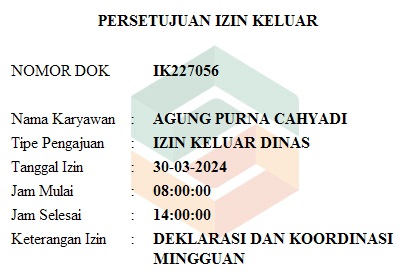 PERSETUJUAN IZIN KELUAR
NOMOR DOK IK227056
Nama Karyawan : AGUNG PURNA CAHYADI
Tipe Pengajuan : IZIN KELUAR DINAS
Tanggal Izin : 30-03-2024
Jam Mulai : 08:00:00
Jam Selesai : 14:00:00
Keterangan Izin : DEKLARASI DAN KOORDINASI
MINGGUAN